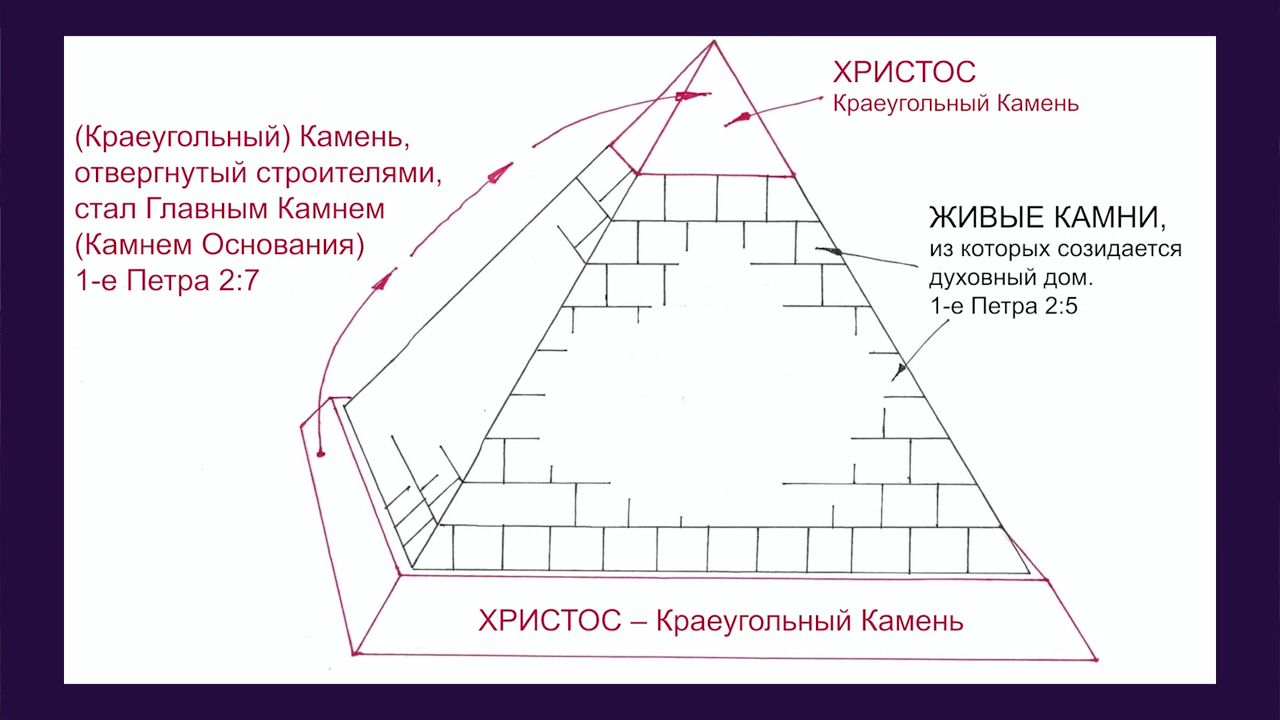 ХРИСТОС
Краеугольный Камень
(Краеугольный) Камень,
отвергнутый строителями,
стал Главным Камнем
(Камнем Основания)
1-е Петра 2:7
ЖИВЫЕ КАМНИ,
из которых созидается
духовный дом.
1-е Петра 2:5
ХРИСТОС – Краеугольный Камень